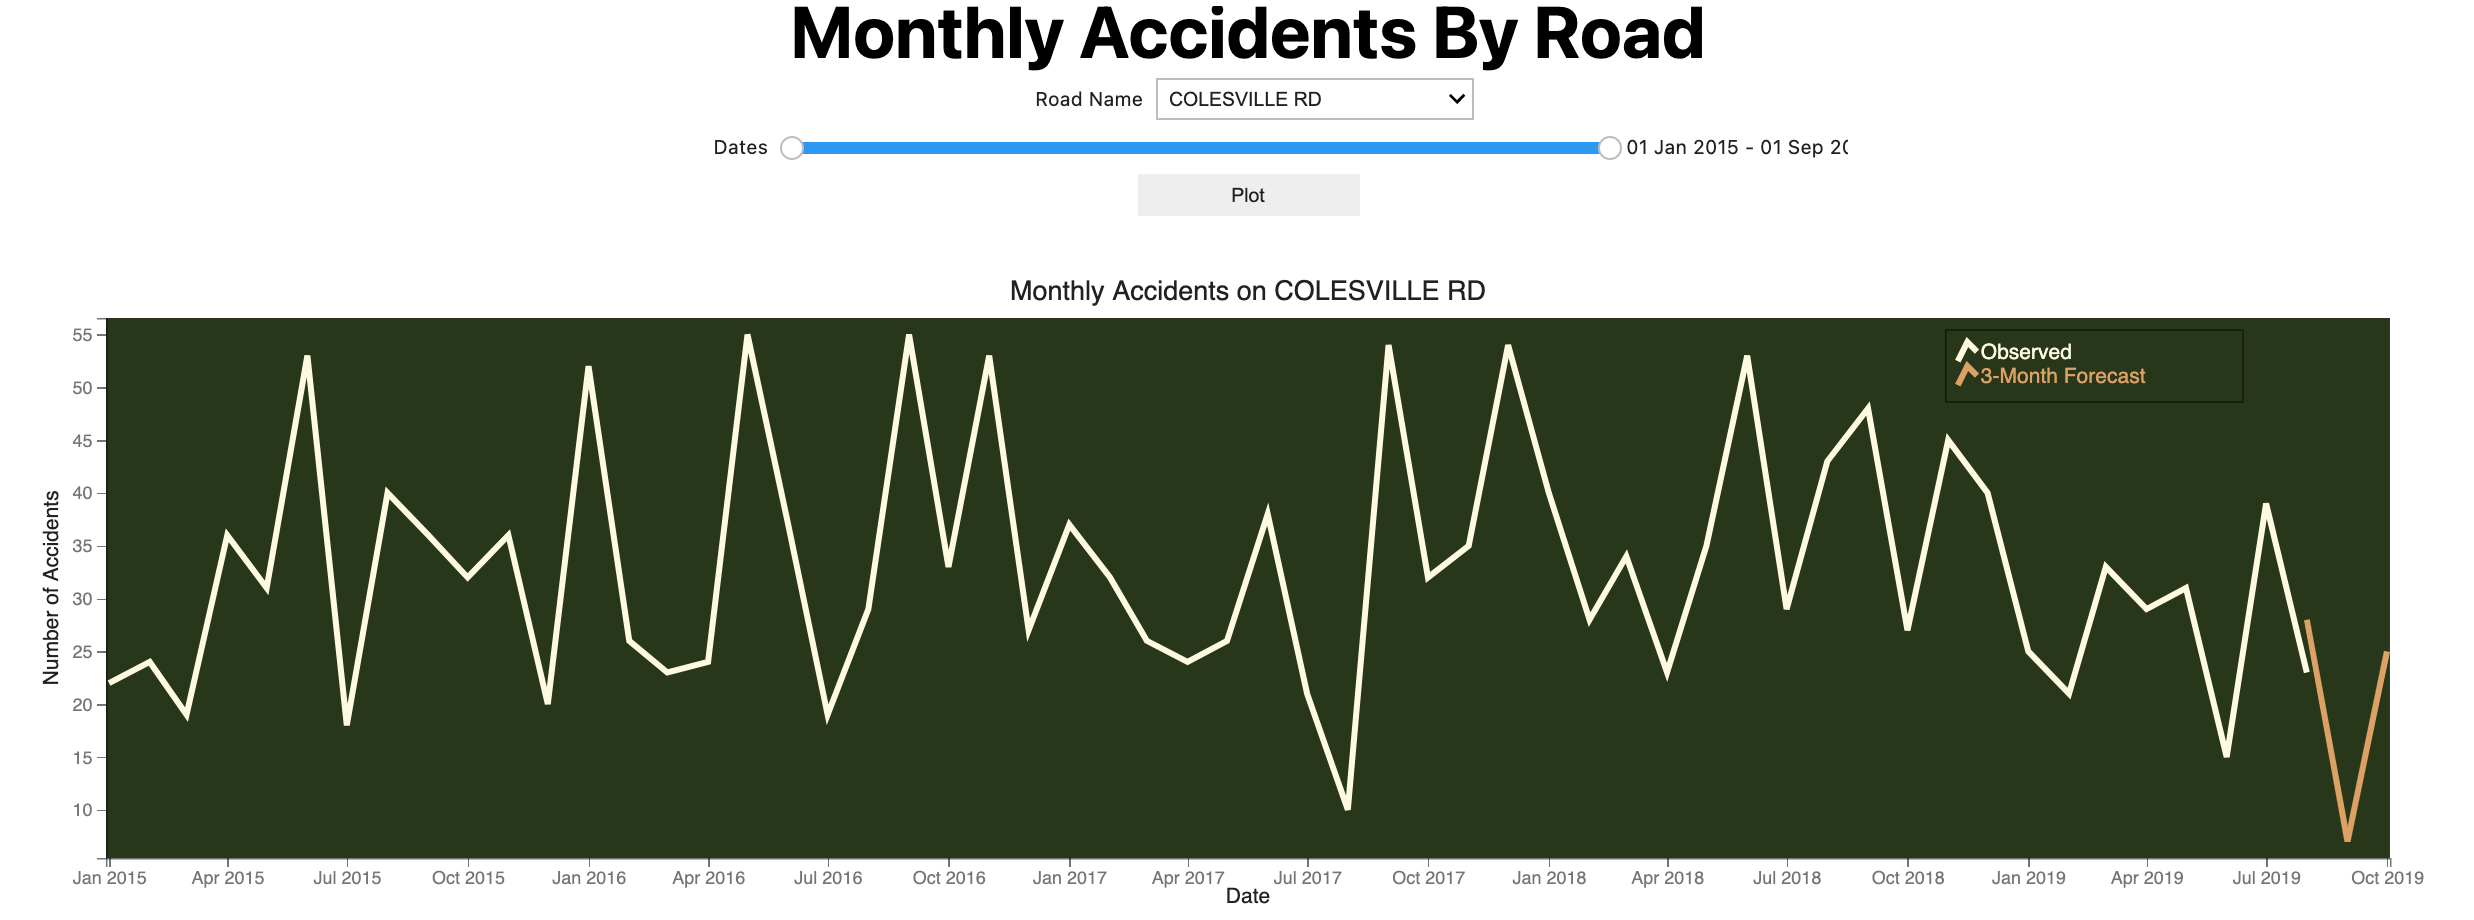 Monthly Accidents By Road
Road Name COLESVILLE RD
Dates 01 Jan 2015 - 01 Sep 20
Plot
Monthly Accidents on COLESVILLE RD
Observed
3-Month Forecast
Number of Accidents
55
50
45
40
35
30
25
20
15
10
Jan 2015 Apr 2015 Jul 2015 Oct 2015 Jan 2016 Apr 2016 Jul 2016 Oct 2016 Jan 2017 Apr 2017 Jul 2017 Oct 2017 Jan 2018 Apr 2018 Jul 2018 Oct 2018 Jan 2019 Apr 2019 Jul 2019 Oct 2019
Date